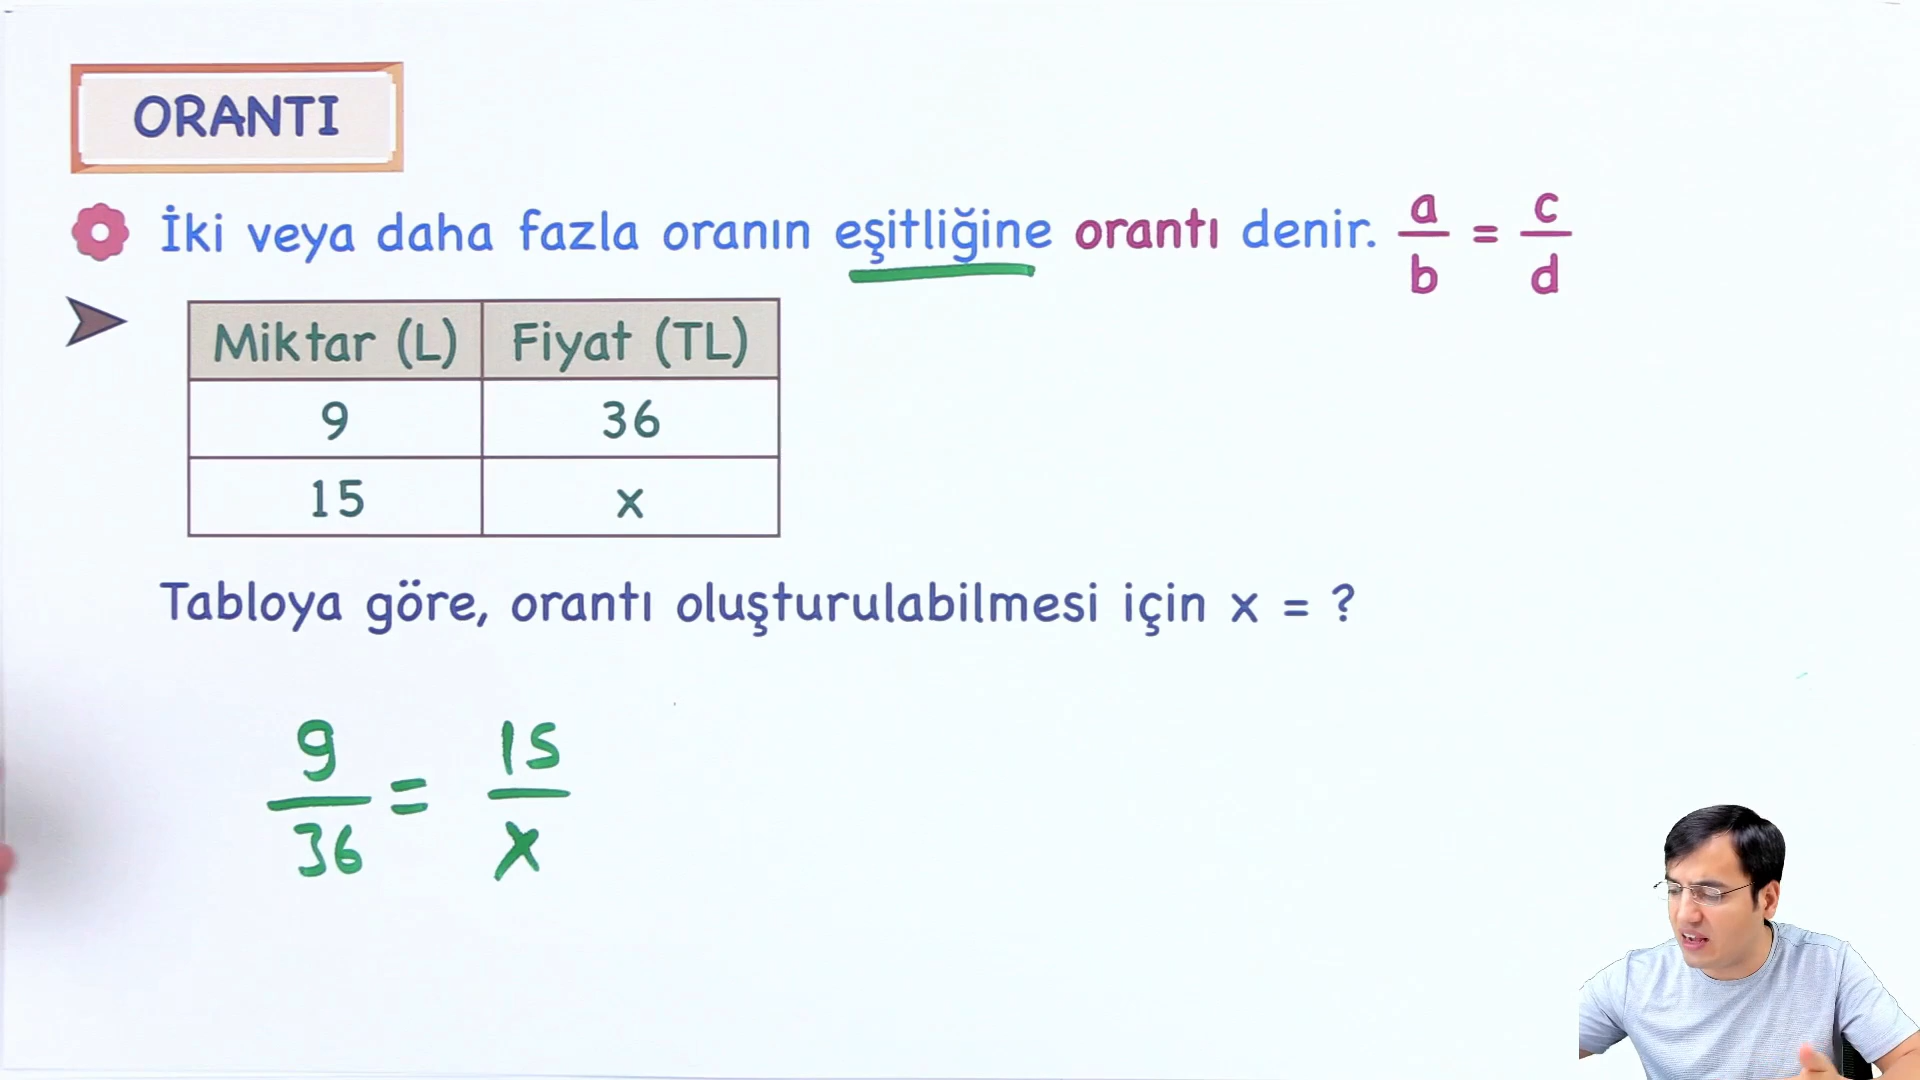 ORANTI
İki veya daha fazla oranın eşitliğine orantı denir. a/b = c/d
Miktar (L) Fiyat (TL)
9 36
15 x
Tabloya göre, orantı oluşturulabilmesi için x = ?
9/36 = 15/x